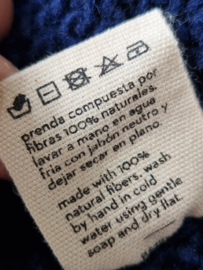 prenda compuesta por
fibras 100% naturales.
lavar a mano en agua
fria con jabón neutro y
dejar secar en plano.
made with 100%
natural fibers. wash
by hand in cold
water using gentle
soap and dry flat.